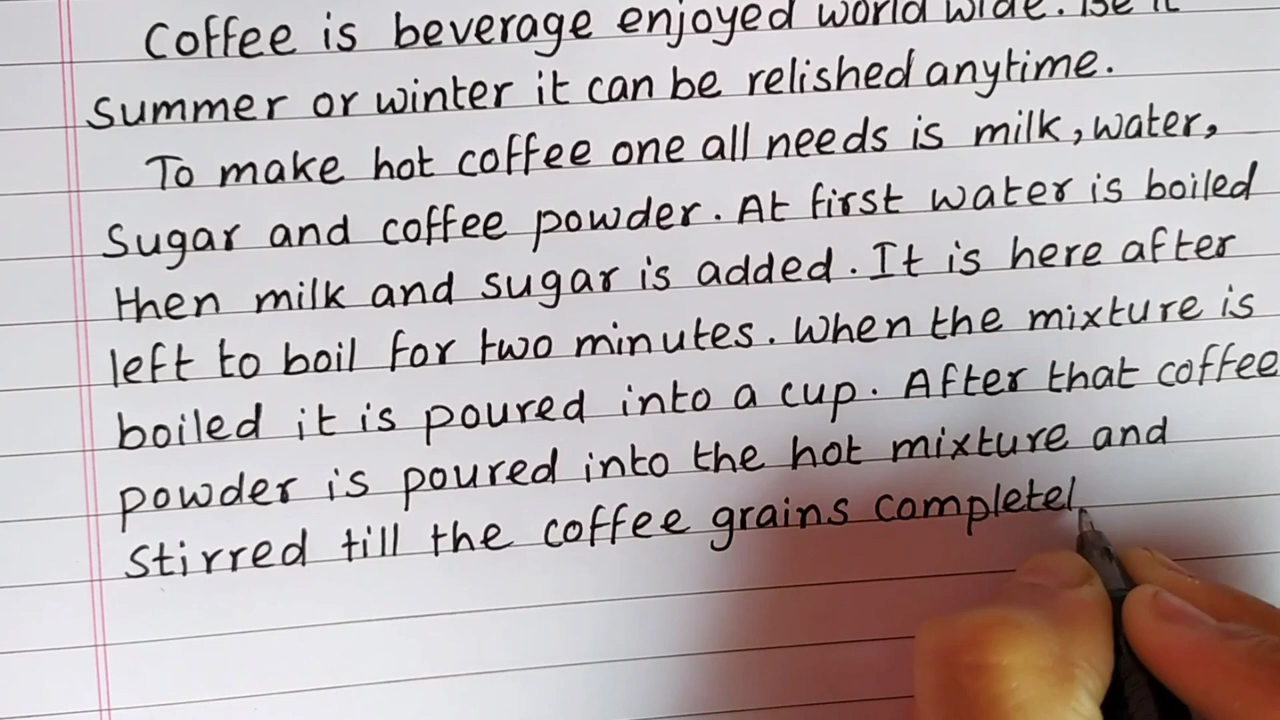 Coffee is beverage enjoyed world wide. Be it
summer or winter it can be relished anytime.
To make hot coffee one all needs is milk, water,
Sugar and coffee powder. At first water is boiled
then milk and sugar is added. It is here after
left to boil for two minutes. When the mixture is
boiled it is poured into a cup. After that coffee
powder is poured into the hot mixture and
Stirred till the coffee grains completel